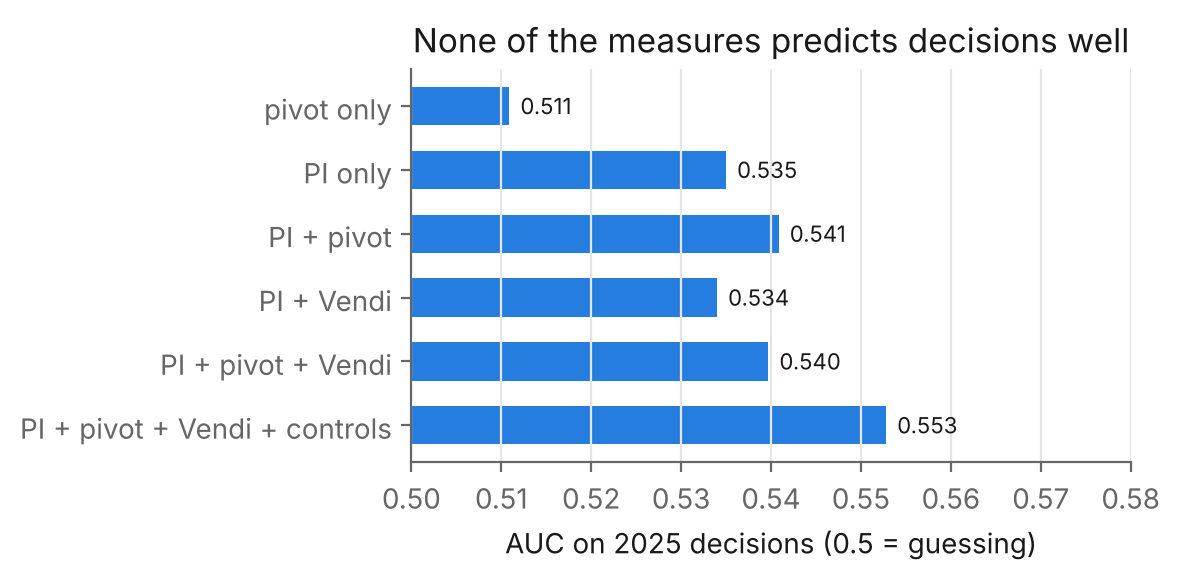 None of the measures predicts decisions well
pivot only
0.511
PI only
0.535
PI + pivot
0.541
PI + Vendi
0.534
PI + pivot + Vendi
0.540
PI + pivot + Vendi + controls
0.553
0.50 0.51 0.52 0.53 0.54 0.55 0.56 0.57 0.58
AUC on 2025 decisions (0.5 = guessing)